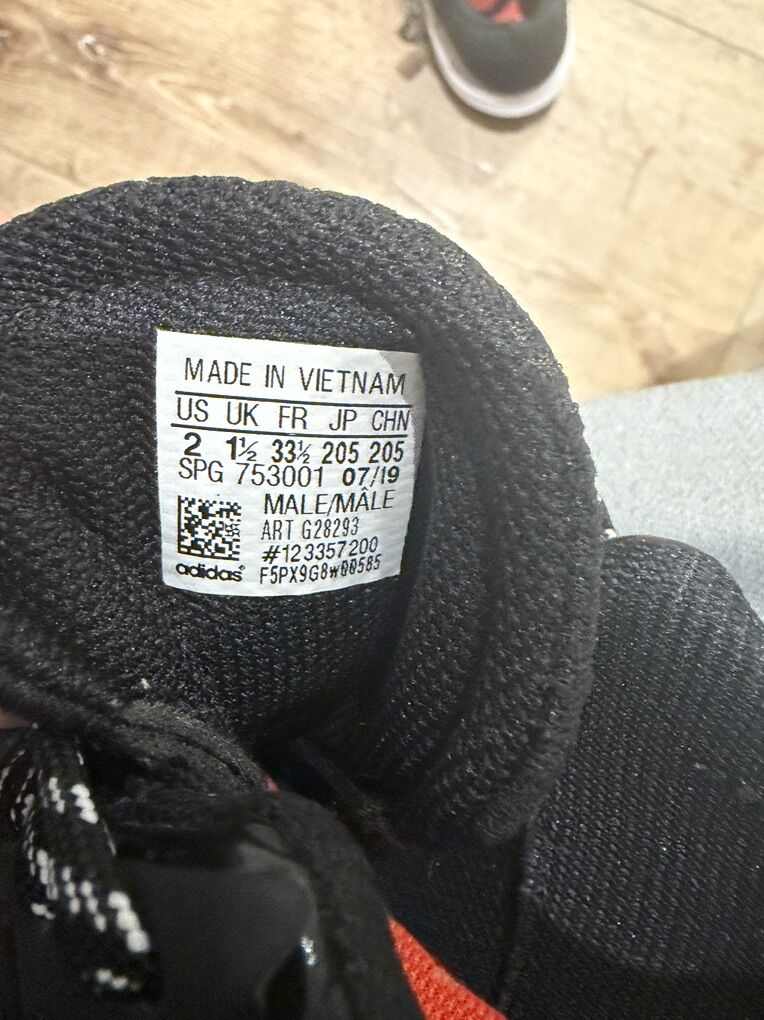 MADE IN VIETNAM
US UK FR JP CHN
2 1½ 33½ 205 205
SPG 753001 07/19
MALE/MÂLE
ART G28293
#123357200
adidas F5PX9G8W00585